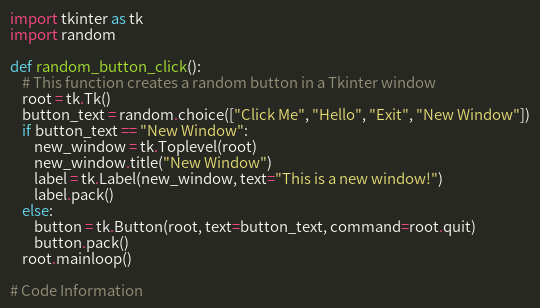 import tkinter as tk
import random

def random_button_click():
    # This function creates a random button in a Tkinter window
    root = tk.Tk()
    button_text = random.choice(["Click Me", "Hello", "Exit", "New Window"])
    if button_text == "New Window":
        new_window = tk.Toplevel(root)
        new_window.title("New Window")
        label = tk.Label(new_window, text="This is a new window!")
        label.pack()
    else:
        button = tk.Button(root, text=button_text, command=root.quit)
        button.pack()
    root.mainloop()

# Code Information